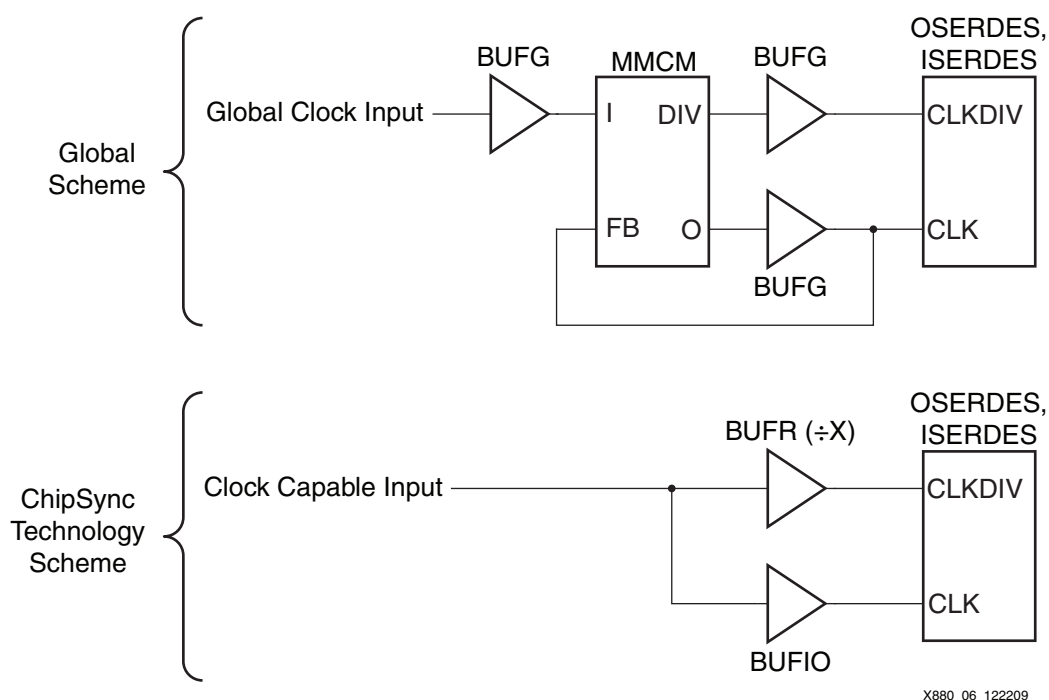 OSERDES,
ISERDES
BUFG
MMCM
BUFG
Global Clock Input
I
DIV
CLKDIV
Global
Scheme
FB
O
CLK
BUFG
OSERDES,
ISERDES
BUFR (÷X)
Clock Capable Input
CLKDIV
ChipSync
Technology
Scheme
CLK
BUFIO
X880_06_122209